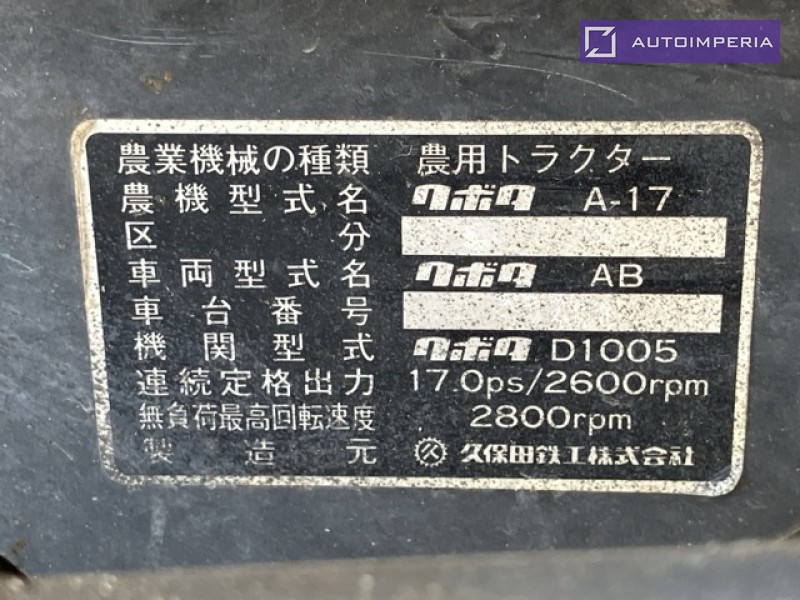 AUTOIMPERIA
農業機械の種類 農用トラクター
農機型式名 クボタ A-17
区分
車両型式名 クボタ AB
車台番号
機関型式 クボタ D1005
連続定格出力 17.0ps/2600rpm
無負荷最高回転速度 2800rpm
製造元 久保田鉄工株式会社